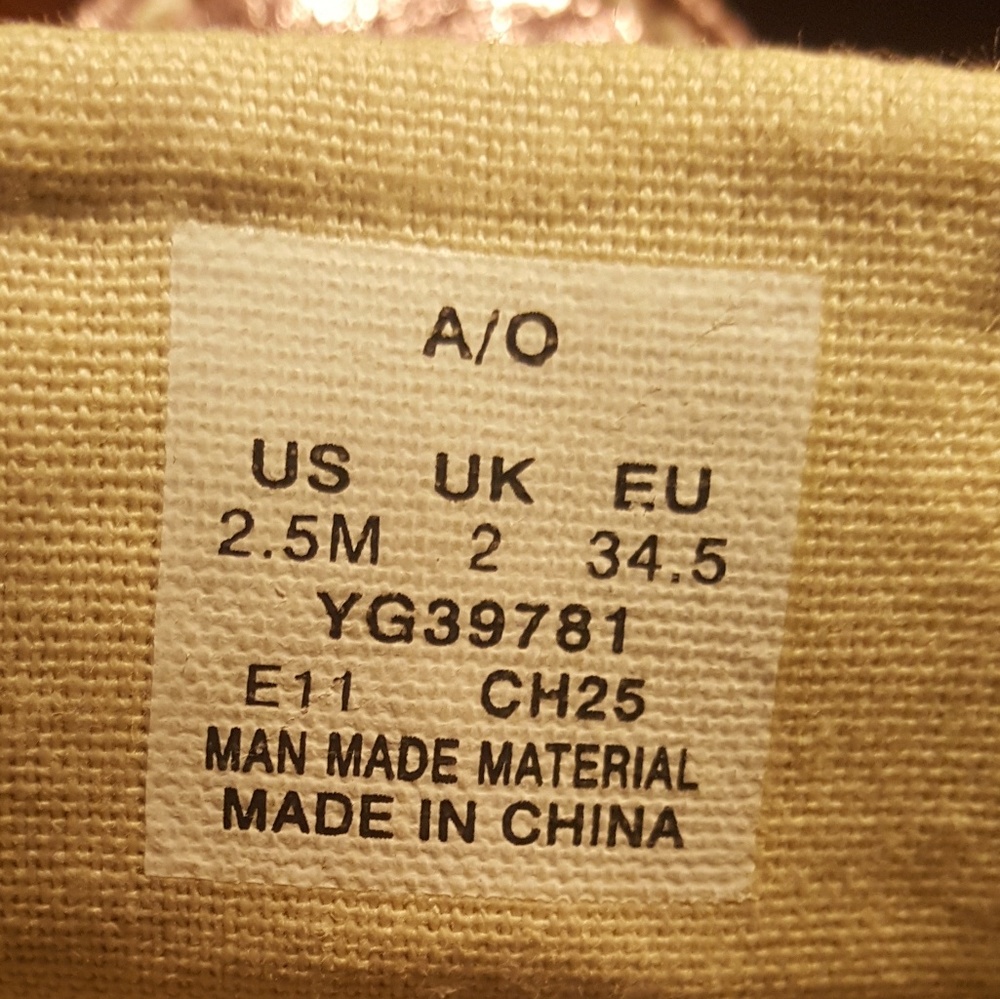 A/O
US UK EU
2.5M 2 34.5
YG39781
E11 CH25
MAN MADE MATERIAL
MADE IN CHINA